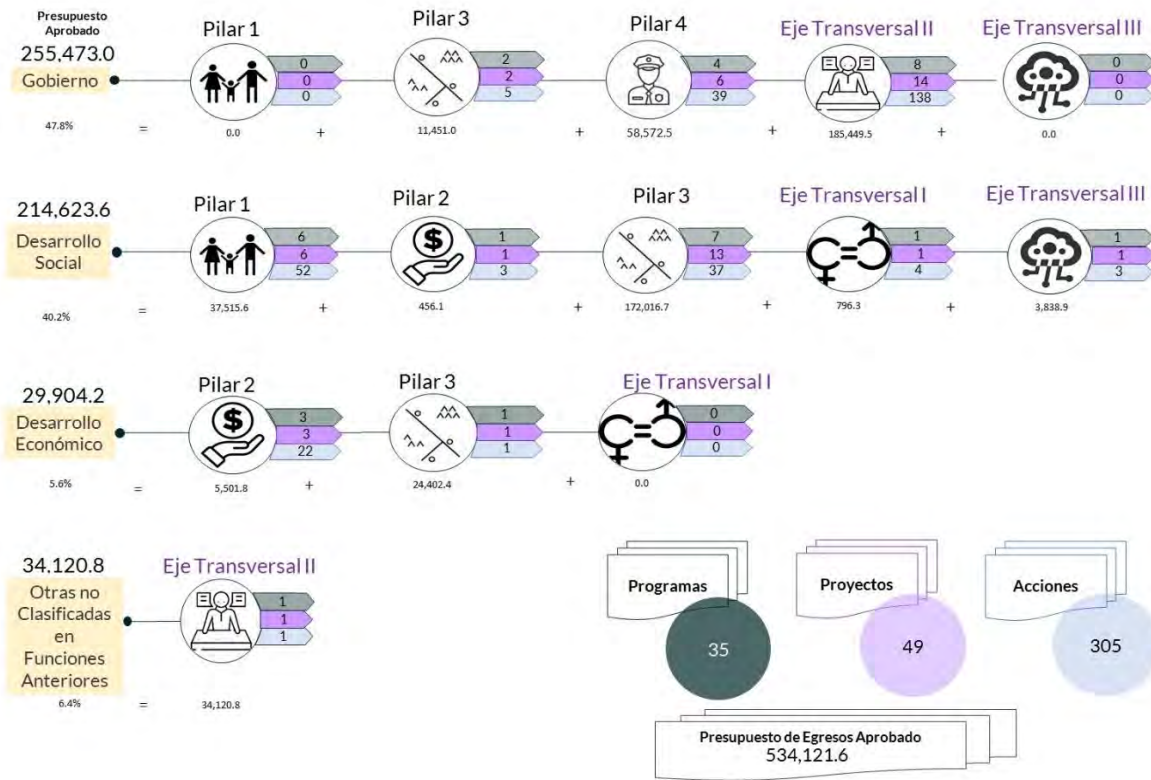 Presupuesto
Aprobado
255,473.0
Gobierno
47.8%
=
Pilar 1
0
0
0
0.0
+
Pilar 3
2
2
5
11,451.0
+
Pilar 4
4
6
39
58,572.5
+
Eje Transversal II
8
14
138
185,449.5
+
Eje Transversal III
0
0
0
0.0
214,623.6
Desarrollo
Social
40.2%
=
Pilar 1
6
6
52
37,515.6
+
Pilar 2
$
1
1
3
456.1
+
Pilar 3
7
13
37
172,016.7
+
Eje Transversal I
1
1
4
796.3
+
Eje Transversal III
1
1
3
3,838.9
29,904.2
Desarrollo
Económico
5.6%
=
Pilar 2
$
3
3
22
5,501.8
+
Pilar 3
1
1
1
24,402.4
+
Eje Transversal I
0
0
0
0.0
34,120.8
Otras no
Clasificadas
en
Funciones
Anteriores
6.4%
=
Eje Transversal II
1
1
1
34,120.8
Programas
35
Proyectos
49
Acciones
305
Presupuesto de Egresos Aprobado
534,121.6